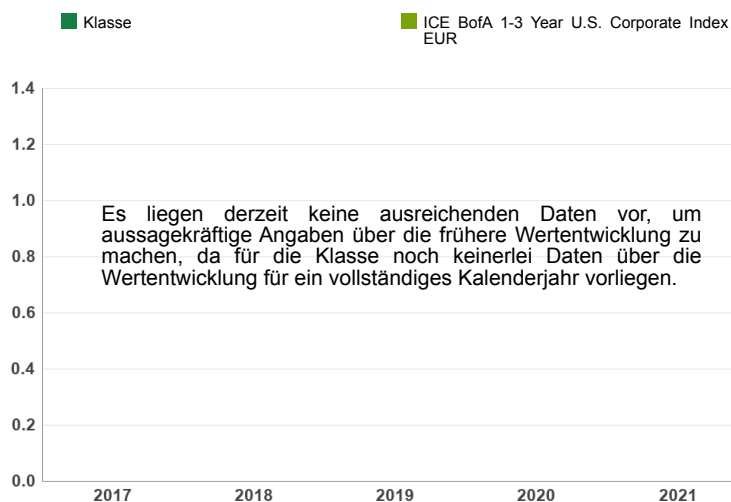 Klasse
ICE BofA 1-3 Year U.S. Corporate Index
EUR
1.4
1.2
1.0
Es liegen derzeit keine ausreichenden Daten vor, um
aussagekräftige Angaben über die frühere Wertentwicklung zu
0.8
machen, da für die Klasse noch keinerlei Daten über die
Wertentwicklung für ein vollständiges Kalenderjahr vorliegen.
0.6
0.4
0.2
0.0
2017 2018 2019 2020 2021